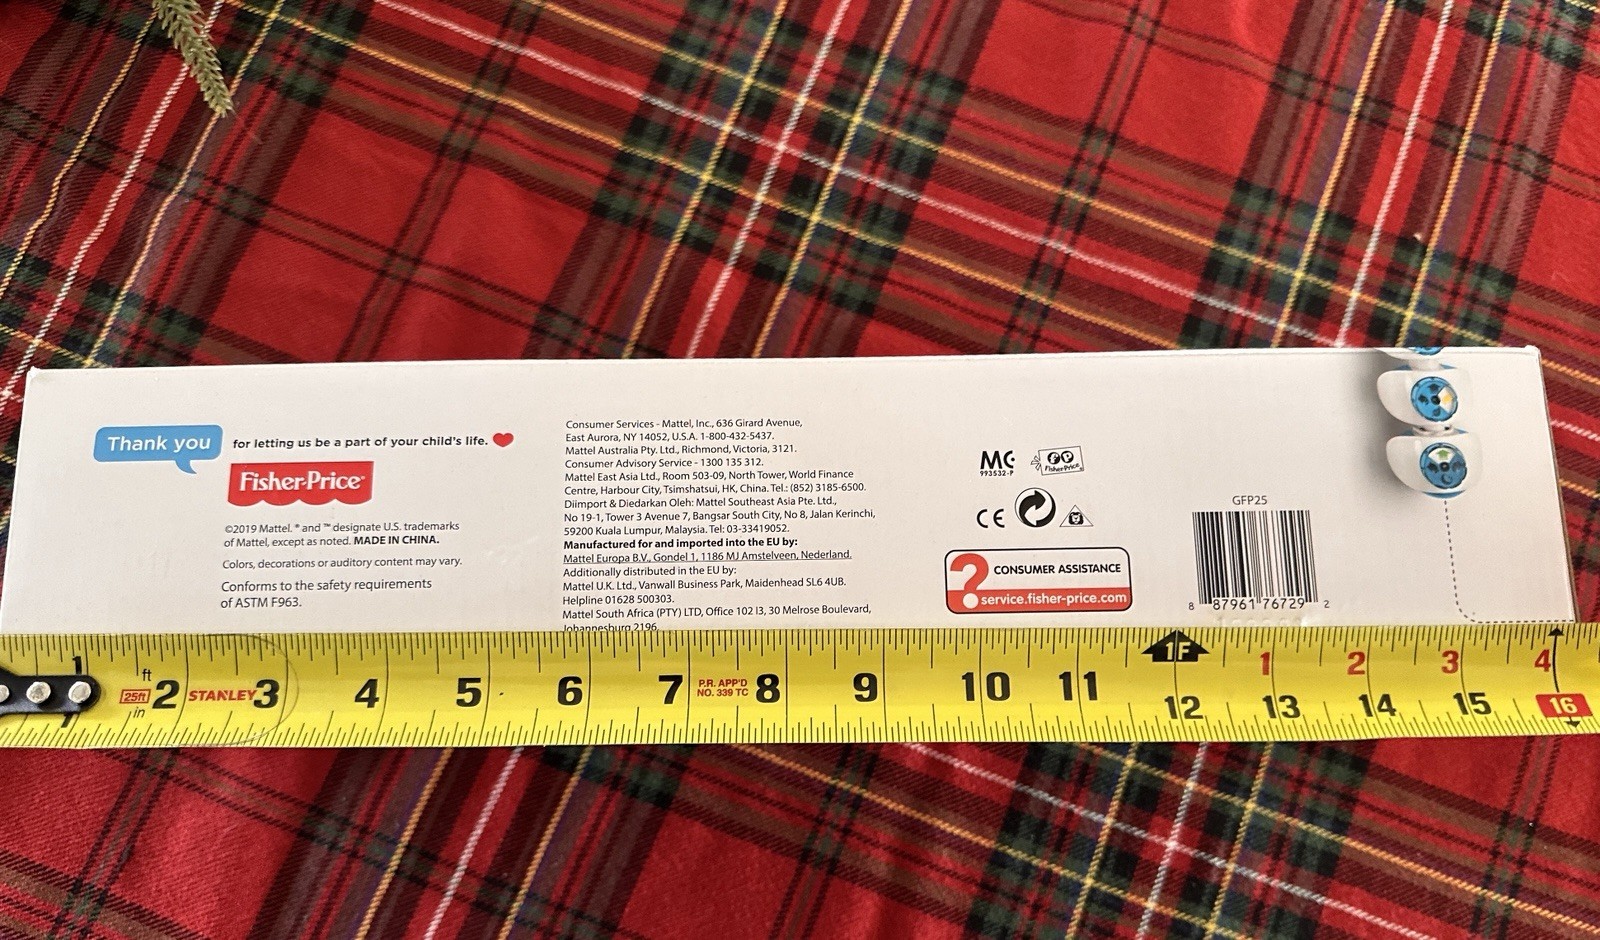 Thank you for letting us be a part of your child's life.
Fisher-Price®
©2019 Mattel. ® and ™ designate U.S. trademarks
of Mattel, except as noted. MADE IN CHINA.
Colors, decorations or auditory content may vary.
Conforms to the safety requirements
of ASTM F963.
Consumer Services - Mattel, Inc., 636 Girard Avenue,
East Aurora, NY 14052, U.S.A. 1-800-432-5437.
Mattel Australia Pty. Ltd., Richmond, Victoria, 3121.
Consumer Advisory Service - 1300 135 312.
Mattel East Asia Ltd., Room 503-09, North Tower, World Finance
Centre, Harbour City, Tsimshatsui, HK, China. Tel.: (852) 3185-6500.
Diimport & Diedarkan Oleh: Mattel Southeast Asia Pte. Ltd.,
No 19-1, Tower 3 Avenue 7, Bangsar South City, No 8, Jalan Kerinchi,
59200 Kuala Lumpur, Malaysia. Tel: 03-33419052.
Manufactured for and imported into the EU by:
Mattel Europa B.V., Gondel 1, 1186 MJ Amstelveen, Nederland.
Additionally distributed in the EU by:
Mattel U.K. Ltd., Vanwall Business Park, Maidenhead SL6 4UB.
Helpline 01628 500303.
Mattel South Africa (PTY) LTD, Office 102 I3, 30 Melrose Boulevard,
Johannesburg 2196.
MC
993532-P
FP
Fisher-Price
CE
? CONSUMER ASSISTANCE
service.fisher-price.com
GFP25
8 87961 76729 2
1 1F 1 2 3 4
ft
25ft 2 STANLEY 3 4 5 6 7 P.R. APP'D 8 9 10 11 12 13 14 15 16
in NO. 339 TC